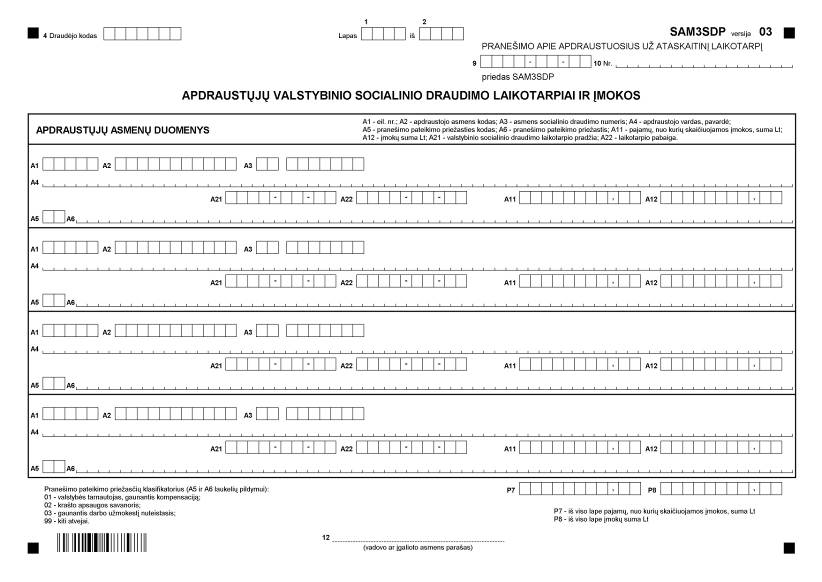 1 2
4 Draudėjo kodas Lapas iš SAM3SDP versija 03
PRANEŠIMO APIE APDRAUSTUOSIUS UŽ ATASKAITINĮ LAIKOTARPĮ
9 - - 10 Nr.
priedas SAM3SDP
APDRAUSTŲJŲ VALSTYBINIO SOCIALINIO DRAUDIMO LAIKOTARPIAI IR ĮMOKOS
APDRAUSTŲJŲ ASMENŲ DUOMENYS
A1 - eil. nr.; A2 - apdraustojo asmens kodas; A3 - asmens socialinio draudimo numeris; A4 - apdraustojo vardas, pavardė;
A5 - pranešimo pateikimo priežasties kodas; A6 - pranešimo pateikimo priežastis; A11 - pajamų, nuo kurių skaičiuojamos įmokos, suma Lt;
A12 - įmokų suma Lt; A21 - valstybinio socialinio draudimo laikotarpio pradžia; A22 - laikotarpio pabaiga.
A1 A2 A3
A4
A21 - - A22 - - A11 , A12 ,
A5 A6
A1 A2 A3
A4
A21 - - A22 - - A11 , A12 ,
A5 A6
A1 A2 A3
A4
A21 - - A22 - - A11 , A12 ,
A5 A6
A1 A2 A3
A4
A21 - - A22 - - A11 , A12 ,
A5 A6
Pranešimo pateikimo priežasčių klasifikatorius (A5 ir A6 laukelių pildymui):
01 - valstybės tarnautojas, gaunantis kompensaciją;
02 - krašto apsaugos savanoris;
03 - gaunantis darbo užmokestį nuteistasis;
99 - kiti atvejai.
P7 , P8 ,
P7 - iš viso lape pajamų, nuo kurių skaičiuojamos įmokos, suma Lt
P8 - iš viso lape įmokų suma Lt
12
(vadovo ar įgalioto asmens parašas)